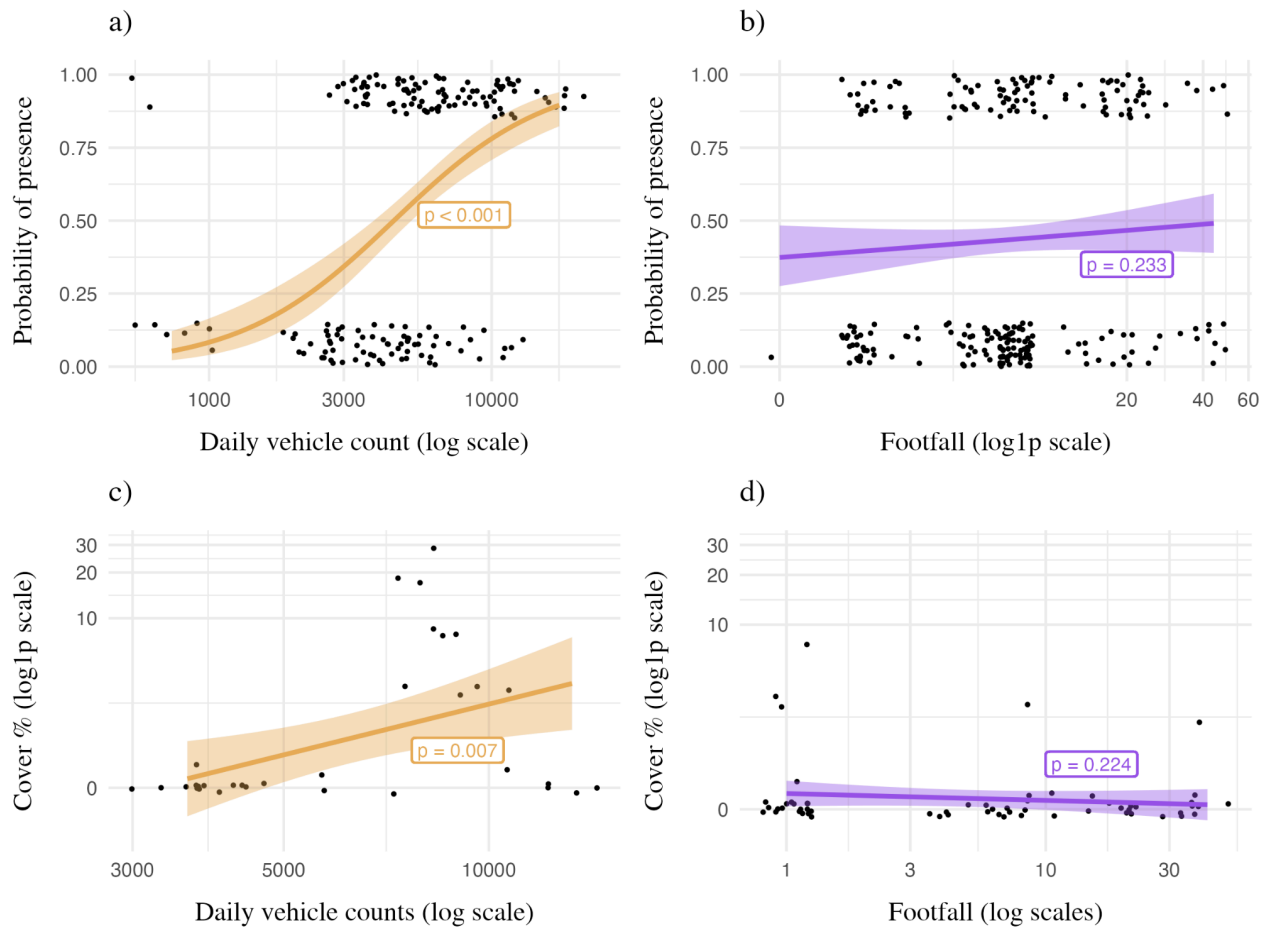 a)
Probability of presence
1.00
0.75
0.50
0.25
0.00
p < 0.001
1000
3000
10000
Daily vehicle count (log scale)
b)
Probability of presence
1.00
0.75
0.50
0.25
0.00
p = 0.233
0
20
40
60
Footfall (log1p scale)
c)
Cover % (log1p scale)
30
20
10
0
p = 0.007
3000
5000
10000
Daily vehicle counts (log scale)
d)
Cover % (log1p scale)
30
20
10
0
p = 0.224
1
3
10
30
Footfall (log scales)